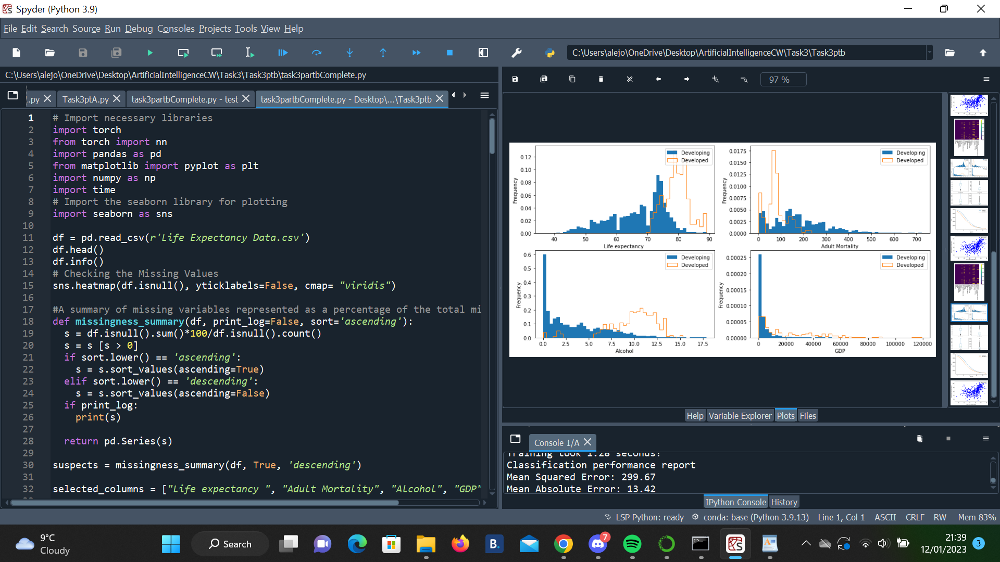 Spyder (Python 3.9)
File Edit Search Source Run Debug Consoles Projects Tools View Help
C:\Users\alejo\OneDrive\Desktop\ArtificialIntelligenceCW\Task3\Task3ptb
C:\Users\alejo\OneDrive\Desktop\ArtificialIntelligenceCW\Task3\Task3ptb\task3partbComplete.py
97 %
.py Task3ptA.py task3partbComplete.py - test task3partbComplete.py - Desktop\...\Task3ptb
1 # Import necessary libraries
2 import torch
3 from torch import nn
4 import pandas as pd
5 from matplotlib import pyplot as plt
6 import numpy as np
7 import time
8 # Import the seaborn library for plotting
9 import seaborn as sns
10
11 df = pd.read_csv(r'Life Expectancy Data.csv')
12 df.head()
13 df.info()
14 # Checking the Missing Values
15 sns.heatmap(df.isnull(), yticklabels=False, cmap= "viridis")
16
17 #A summary of missing variables represented as a percentage of the total mi
18 def missingness_summary(df, print_log=False, sort='ascending'):
19 s = df.isnull().sum()*100/df.isnull().count()
20 s = s [s > 0]
21 if sort.lower() == 'ascending':
22 s = s.sort_values(ascending=True)
23 elif sort.lower() == 'descending':
24 s = s.sort_values(ascending=False)
25 if print_log:
26 print(s)
27
28 return pd.Series(s)
29
30 suspects = missingness_summary(df, True, 'descending')
31
32 selected_columns = ["Life expectancy ", "Adult Mortality", "Alcohol", "GDP"
Developing
Developed
Frequency
0.12
0.10
0.08
0.06
0.04
0.02
0.00
40 50 60 70 80 90
Life expectancy
Developing
Developed
Frequency
0.0175
0.0150
0.0125
0.0100
0.0075
0.0050
0.0025
0.0000
0 100 200 300 400 500 600 700
Adult Mortality
Developing
Developed
Frequency
0.6
0.5
0.4
0.3
0.2
0.1
0.0
0.0 2.5 5.0 7.5 10.0 12.5 15.0 17.5
Alcohol
Developing
Developed
Frequency
0.00025
0.00020
0.00015
0.00010
0.00005
0.00000
0 20000 40000 60000 80000 100000 120000
GDP
Help Variable Explorer Plots Files
Console 1/A
Training took 1.28 seconds!
Classification performance report
Mean Squared Error: 299.67
Mean Absolute Error: 13.42
IPython Console History
LSP Python: ready conda: base (Python 3.9.13) Line 1, Col 1 ASCII CRLF RW Mem 83%
9°C
Cloudy
Search
B.
7
21:39
12/01/2023
3